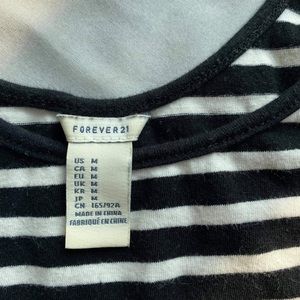 FOREVER 21
US M
CA M
EU M
UK M
KR M
JP M
CN 165/92A
MADE IN CHINA
FABRIQUÉ EN CHINE